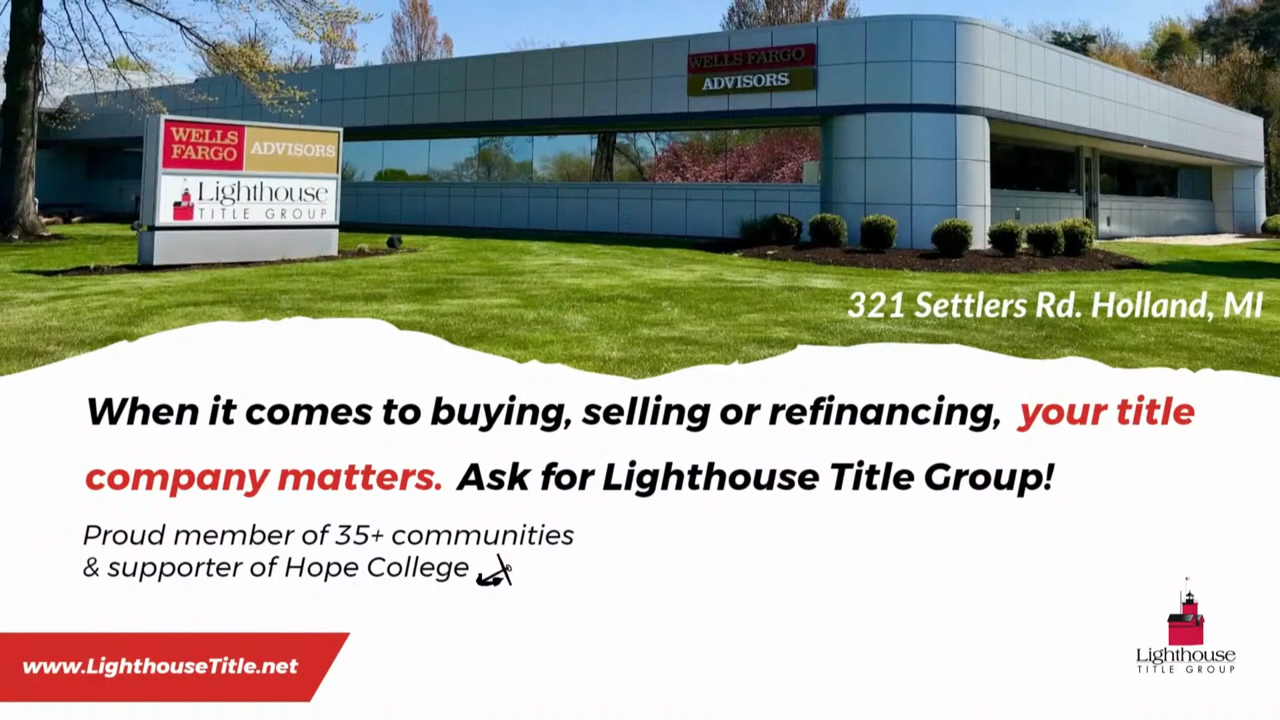 WELLS FARGO
ADVISORS
WELLS
FARGO
ADVISORS
Lighthouse
TITLE GROUP
321 Settlers Rd. Holland, MI
When it comes to buying, selling or refinancing, your title
company matters. Ask for Lighthouse Title Group!
Proud member of 35+ communities
& supporter of Hope College
www.LighthouseTitle.net
Lighthouse
TITLE GROUP